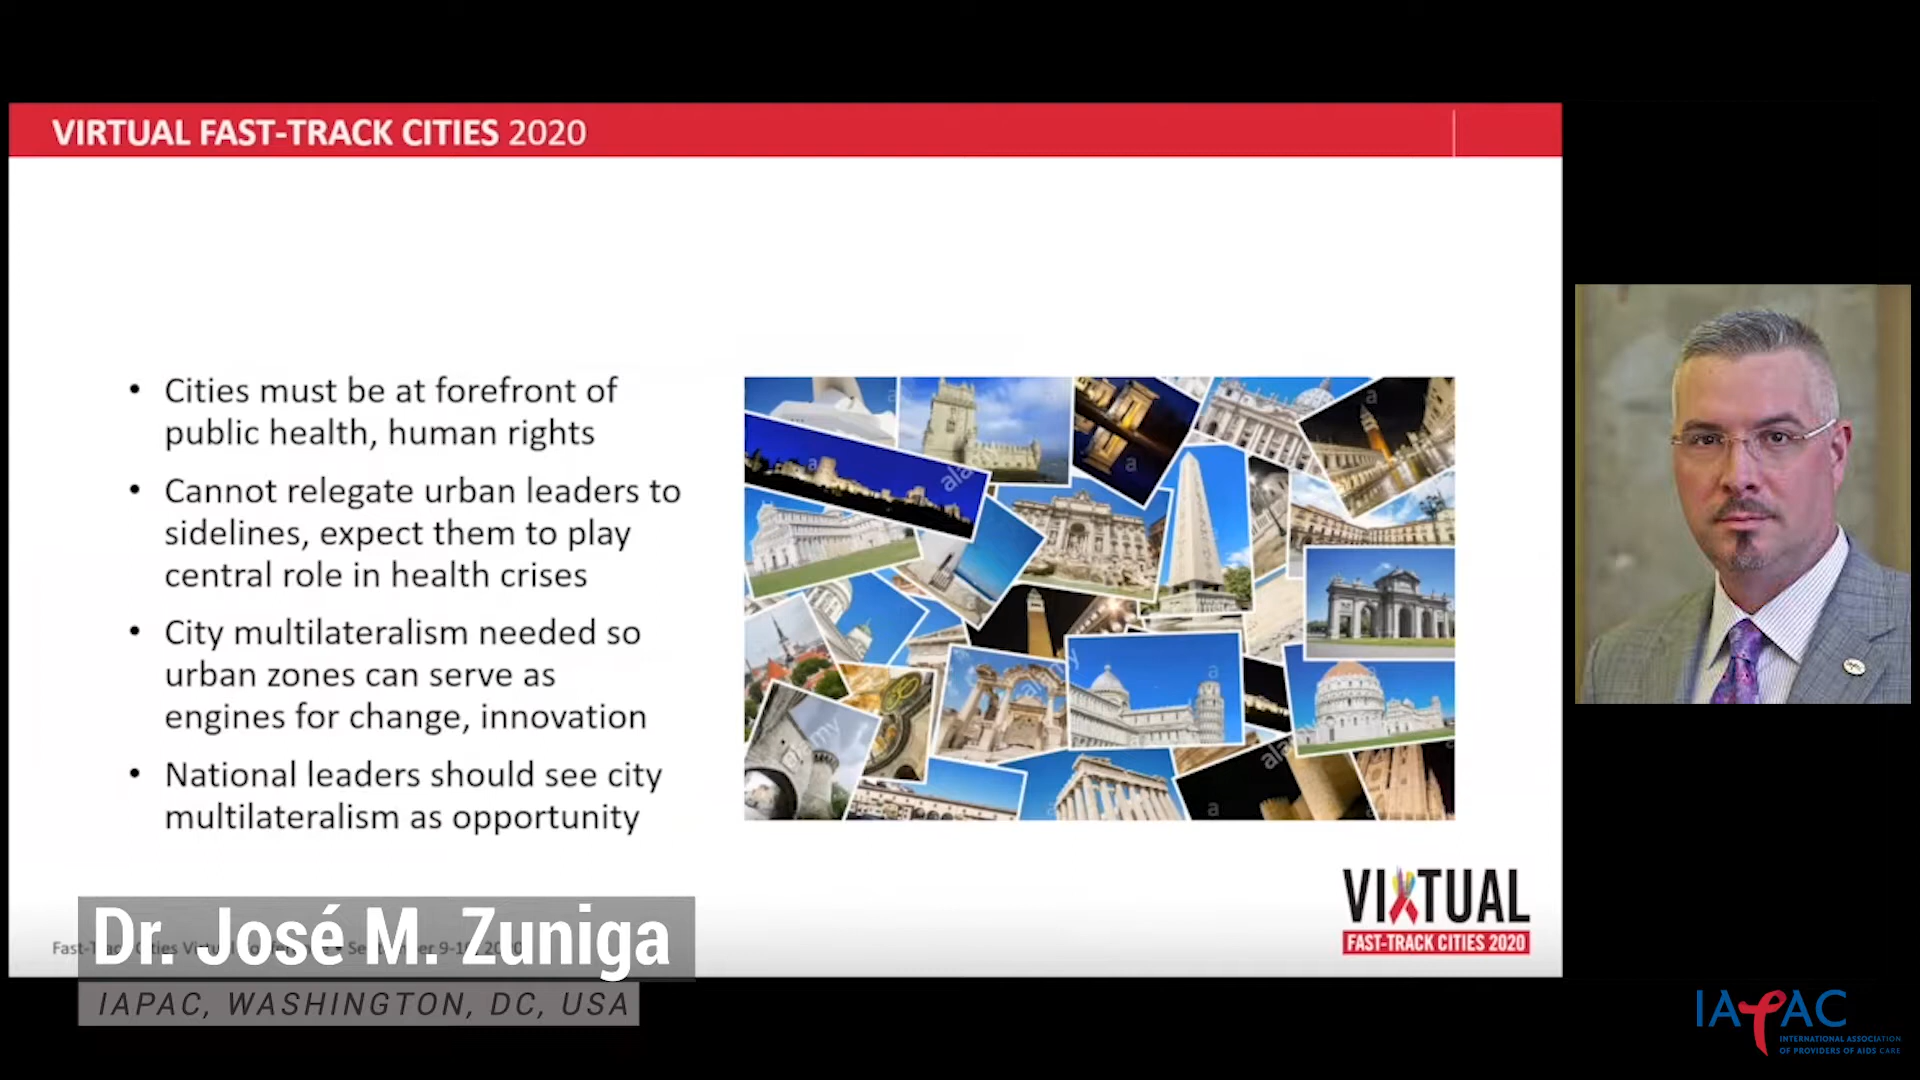 VIRTUAL FAST-TRACK CITIES 2020
• Cities must be at forefront of
public health, human rights
• Cannot relegate urban leaders to
sidelines, expect them to play
central role in health crises
• City multilateralism needed so
urban zones can serve as
engines for change, innovation
• National leaders should see city
multilateralism as opportunity
VIRTUAL
FAST-TRACK CITIES 2020
Dr. José M. Zuniga
IAPAC, WASHINGTON, DC, USA
IAPAC
INTERNATIONAL ASSOCIATION
OF PROVIDERS OF AIDS CARE